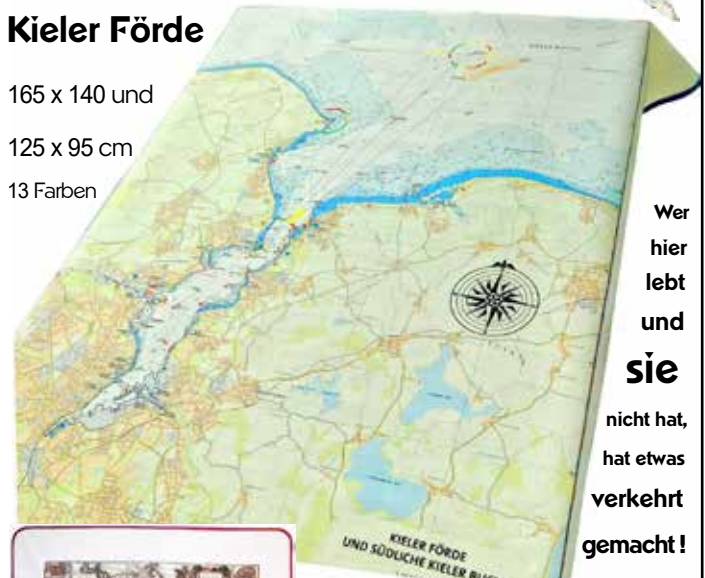 Kieler Förde
165 x 140 und
125 x 95 cm
13 Farben
Wer
hier
lebt
und
sie
nicht hat,
hat etwas
verkehrt
gemacht!
KIELER FÖRDE
UND SÜDLICHE KIELER